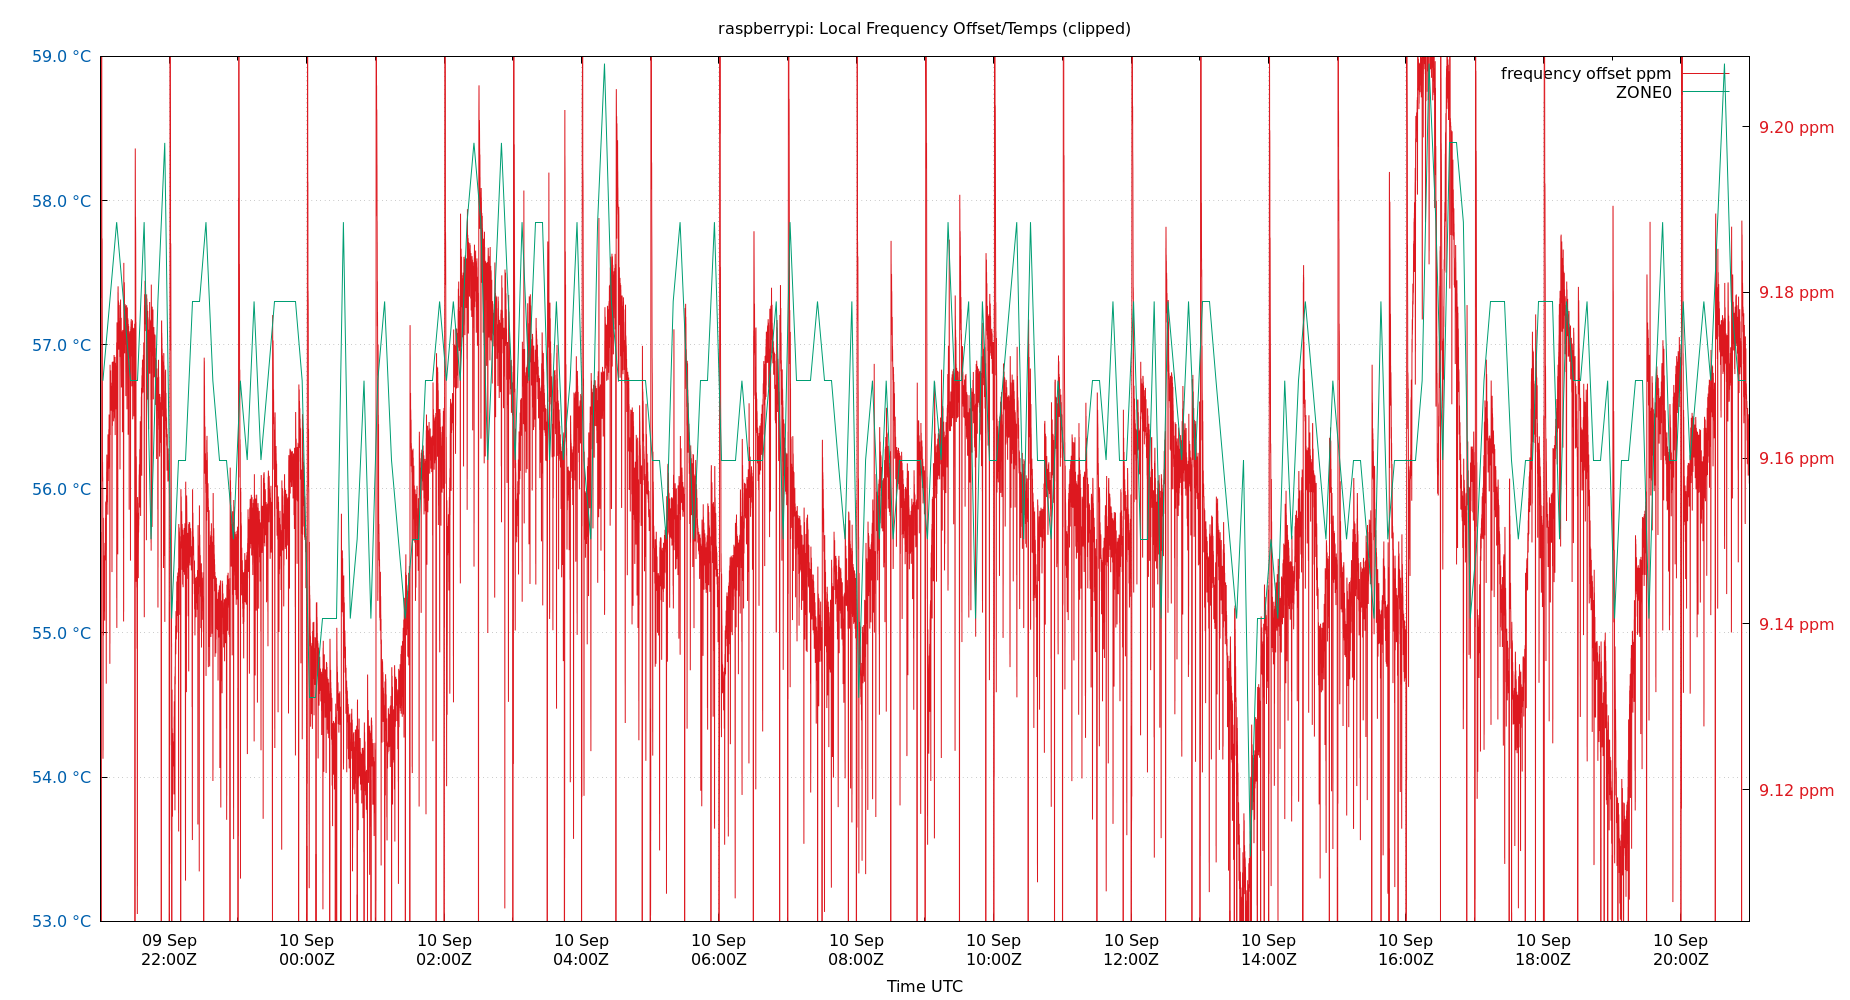 raspberrypi: Local Frequency Offset/Temps (clipped)
59.0 °C
58.0 °C
57.0 °C
56.0 °C
55.0 °C
54.0 °C
53.0 °C
frequency offset ppm
ZONE0
9.20 ppm
9.18 ppm
9.16 ppm
9.14 ppm
9.12 ppm
09 Sep
22:00Z
10 Sep
00:00Z
10 Sep
02:00Z
10 Sep
04:00Z
10 Sep
06:00Z
10 Sep
08:00Z
10 Sep
10:00Z
10 Sep
12:00Z
10 Sep
14:00Z
10 Sep
16:00Z
10 Sep
18:00Z
10 Sep
20:00Z
Time UTC